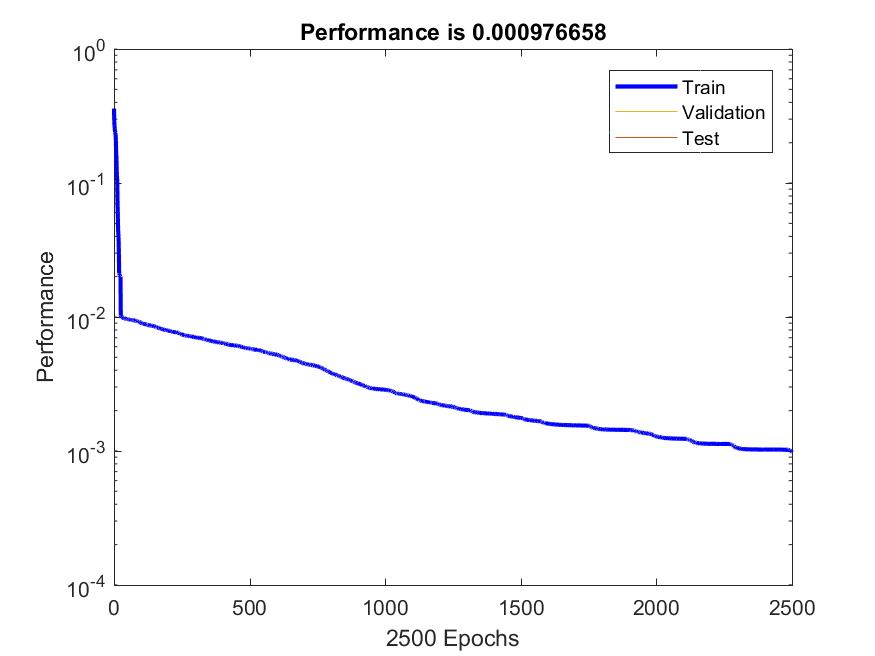 Performance is 0.000976658
10^0
10^-1
10^-2
10^-3
10^-4
Performance
Train
Validation
Test
0 500 1000 1500 2000 2500
2500 Epochs